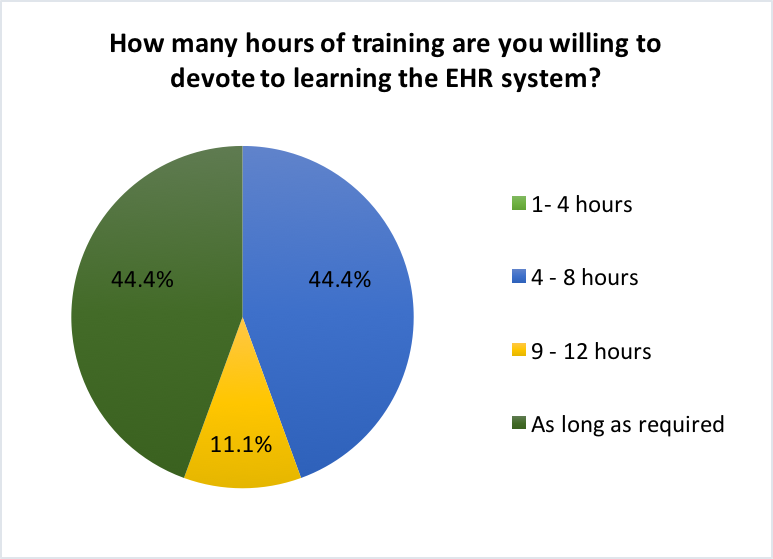 How many hours of training are you willing to
devote to learning the EHR system?
44.4%
44.4%
11.1%
1- 4 hours
4 - 8 hours
9 - 12 hours
As long as required